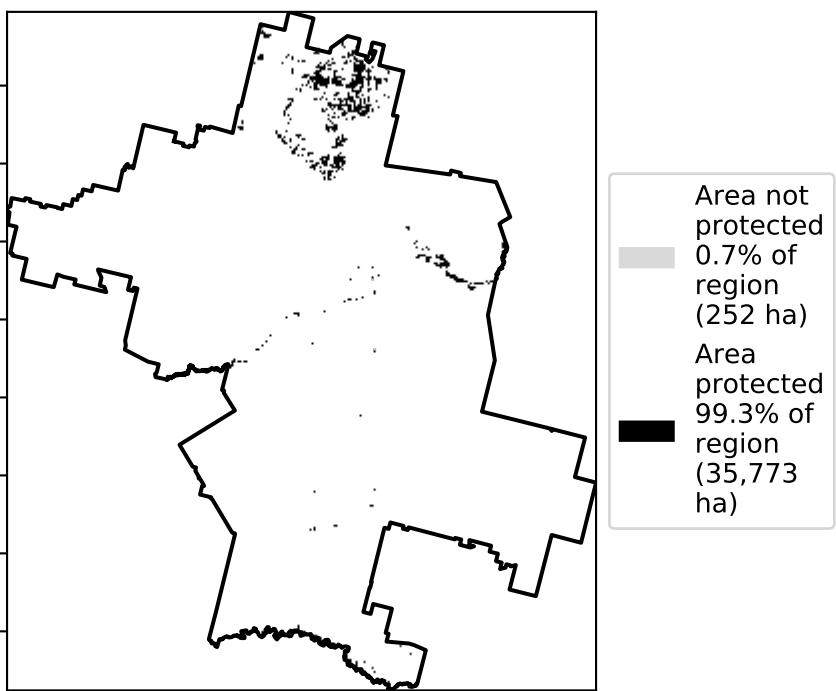 Area not
protected
0.7% of
region
(252 ha)
Area
protected
99.3% of
region
(35,773
ha)